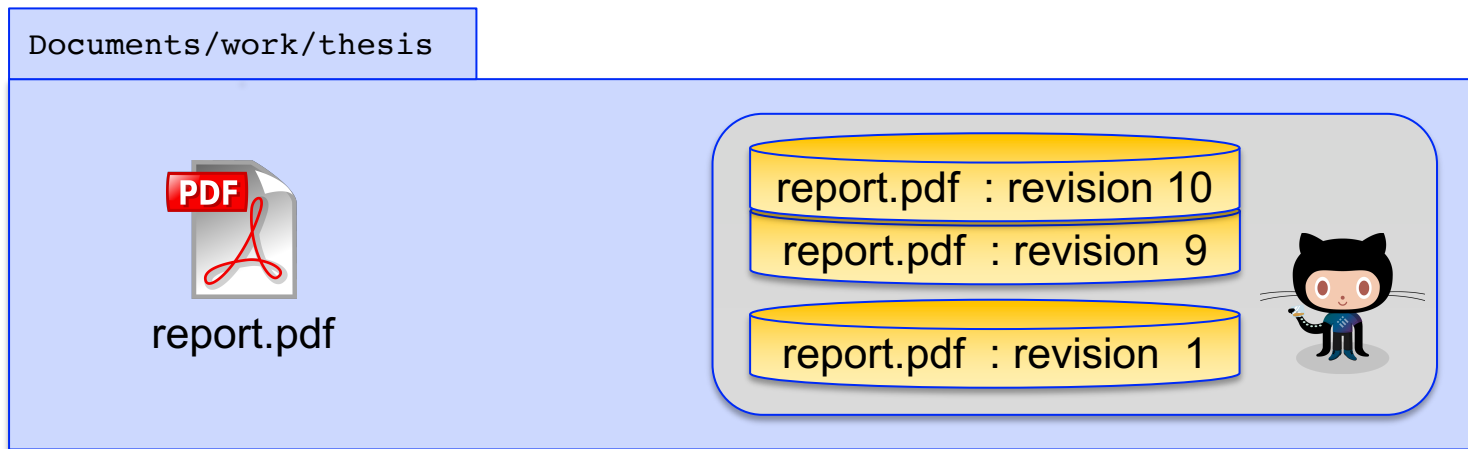 Documents/work/thesis
PDF
report.pdf
report.pdf : revision 10
report.pdf : revision 9
report.pdf : revision 1